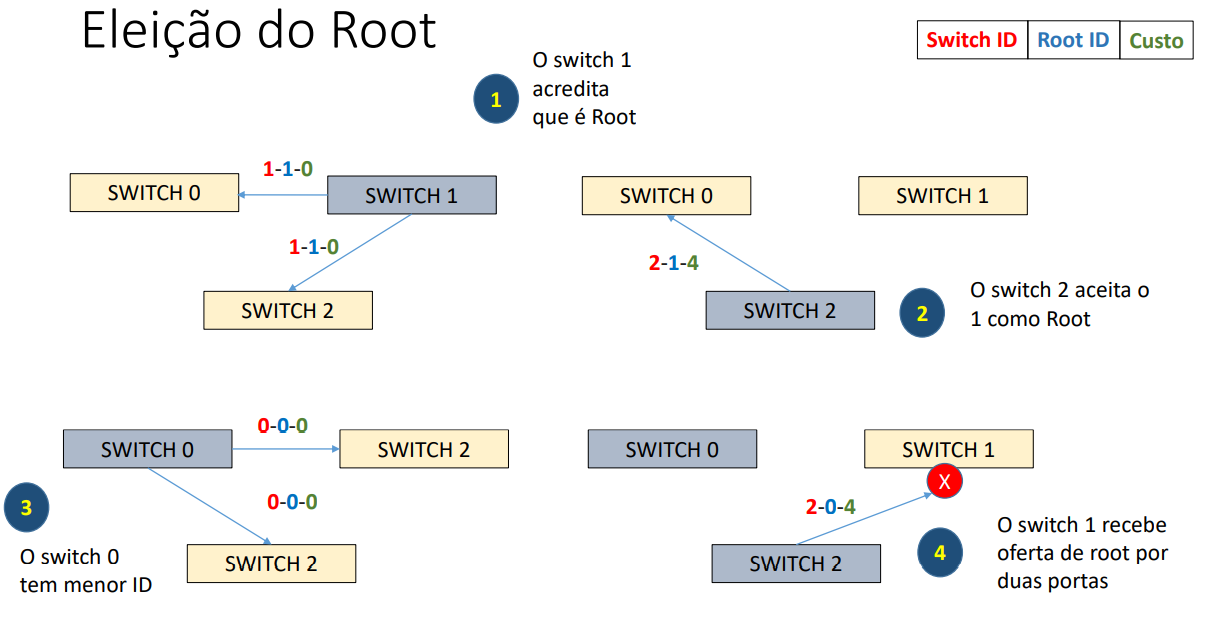 Eleição do Root
Switch ID Root ID Custo
1
O switch 1
acredita
que é Root
SWITCH 0
1-1-0
SWITCH 1
1-1-0
SWITCH 2
SWITCH 0
SWITCH 1
2-1-4
SWITCH 2
2
O switch 2 aceita o
1 como Root
SWITCH 0
0-0-0
SWITCH 2
0-0-0
SWITCH 2
3
O switch 0
tem menor ID
SWITCH 0
SWITCH 1
X
2-0-4
SWITCH 2
4
O switch 1 recebe
oferta de root por
duas portas